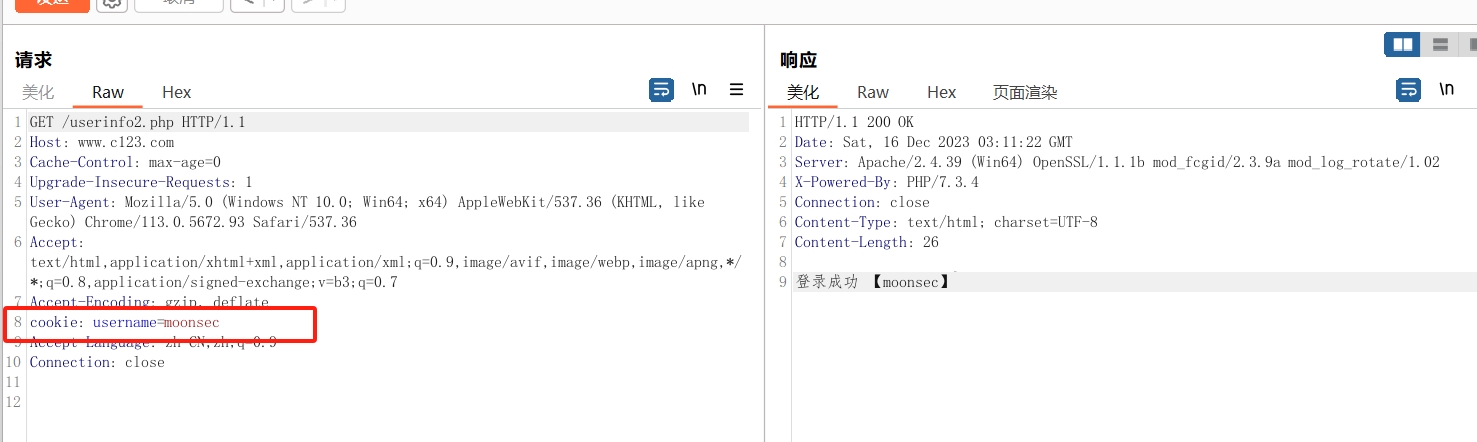 发送
取消
请求
美化
Raw
Hex
\n
1 GET /userinfo2.php HTTP/1.1
2 Host: www.c123.com
3 Cache-Control: max-age=0
4 Upgrade-Insecure-Requests: 1
5 User-Agent: Mozilla/5.0 (Windows NT 10.0; Win64; x64) AppleWebKit/537.36 (KHTML, like
Gecko) Chrome/113.0.5672.93 Safari/537.36
6 Accept:
text/html,application/xhtml+xml,application/xml;q=0.9,image/avif,image/webp,image/apng,*/
*;q=0.8,application/signed-exchange;v=b3;q=0.7
7 Accept-Encoding: gzip, deflate
8 cookie: username=moonsec
9 Accept-Language: zh-CN,zh;q=0.9
10 Connection: close
11
12
响应
美化
Raw
Hex
页面渲染
\n
1 HTTP/1.1 200 OK
2 Date: Sat, 16 Dec 2023 03:11:22 GMT
3 Server: Apache/2.4.39 (Win64) OpenSSL/1.1.1b mod_fcgid/2.3.9a mod_log_rotate/1.02
4 X-Powered-By: PHP/7.3.4
5 Connection: close
6 Content-Type: text/html; charset=UTF-8
7 Content-Length: 26
8
9 登录成功 【moonsec】